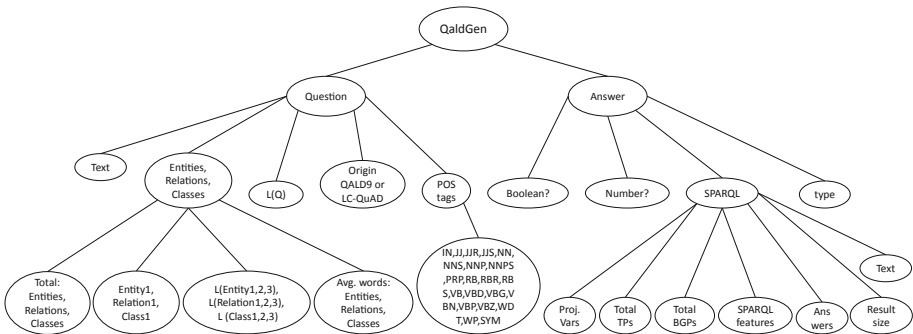 QaldGen
Question
Answer
Text
Entities,
Relations,
Classes
L(Q)
Origin
QALD9 or
LC-QuAD
POS
tags
Boolean?
Number?
SPARQL
type
Total:
Entities,
Relations,
Classes
Entity1,
Relation1,
Class1
L(Entity1,2,3),
L(Relation1,2,3),
L (Class1,2,3)
Avg. words:
Entities,
Relations,
Classes
IN,JJ,JJR,JJS,NN,
NNS,NNP,NNPS
,PRP,RB,RBR,RB
S,VB,VBD,VBG,V
BN,VBP,VBZ,WD
T,WP,SYM
Proj.
Vars
Total
TPs
Total
BGPs
SPARQL
features
Ans
wers
Result
size
Text